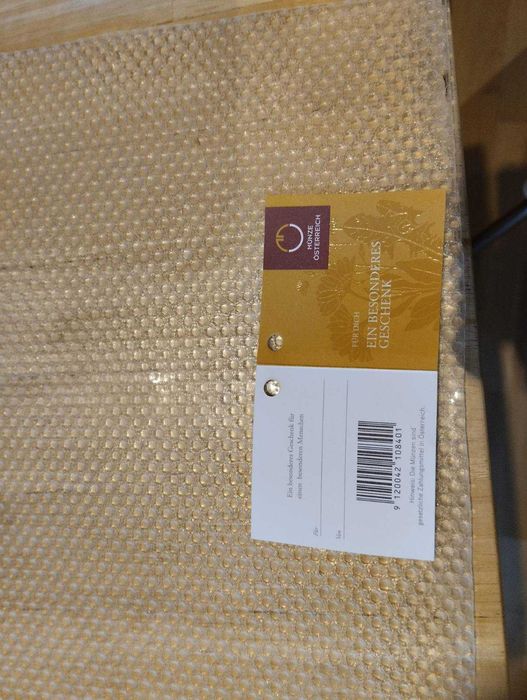 MÜNZE
ÖSTERREICH
FÜR DICH
EIN BESONDERES
GESCHENK
Ein besonderes Geschenk für
einen besonderen Menschen
Für
Von
9 120042 108401
Hinweis: Die Münzen sind
gesetzliche Zahlungsmittel in Österreich.